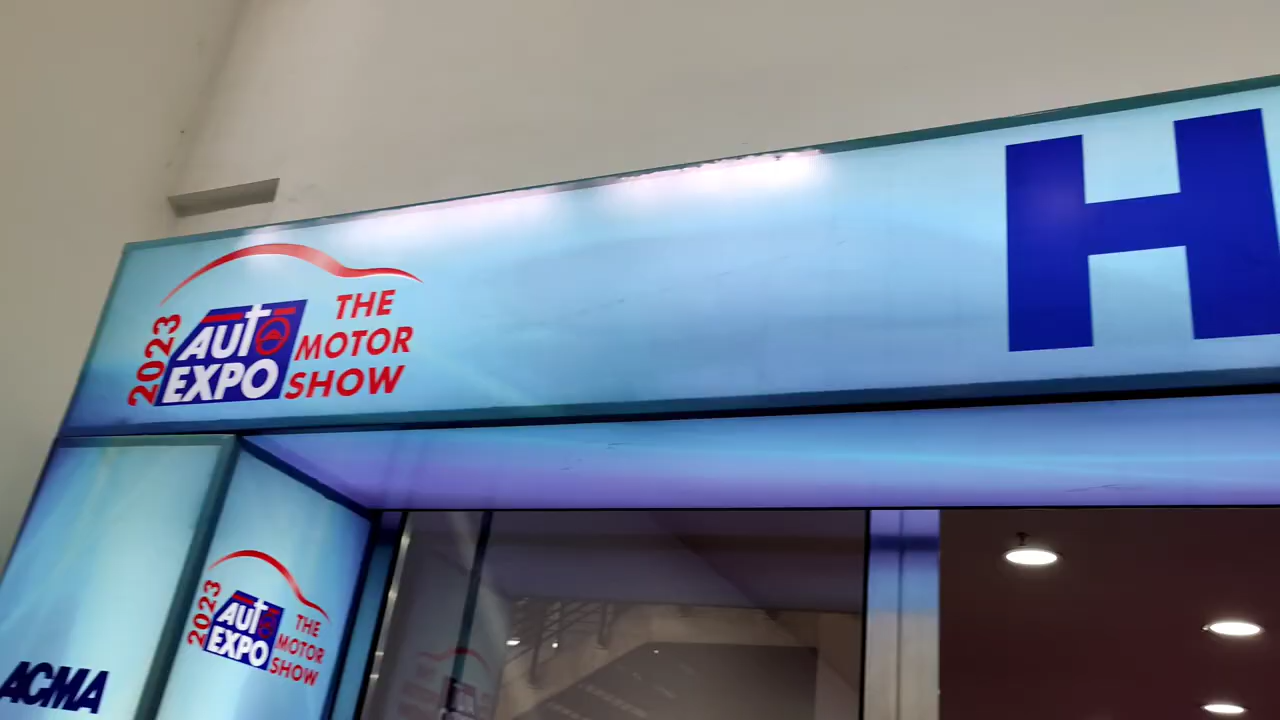 H
2023
AUTO
EXPO
THE
MOTOR
SHOW
2023
AUTO
EXPO
THE
MOTOR
SHOW
ACMA